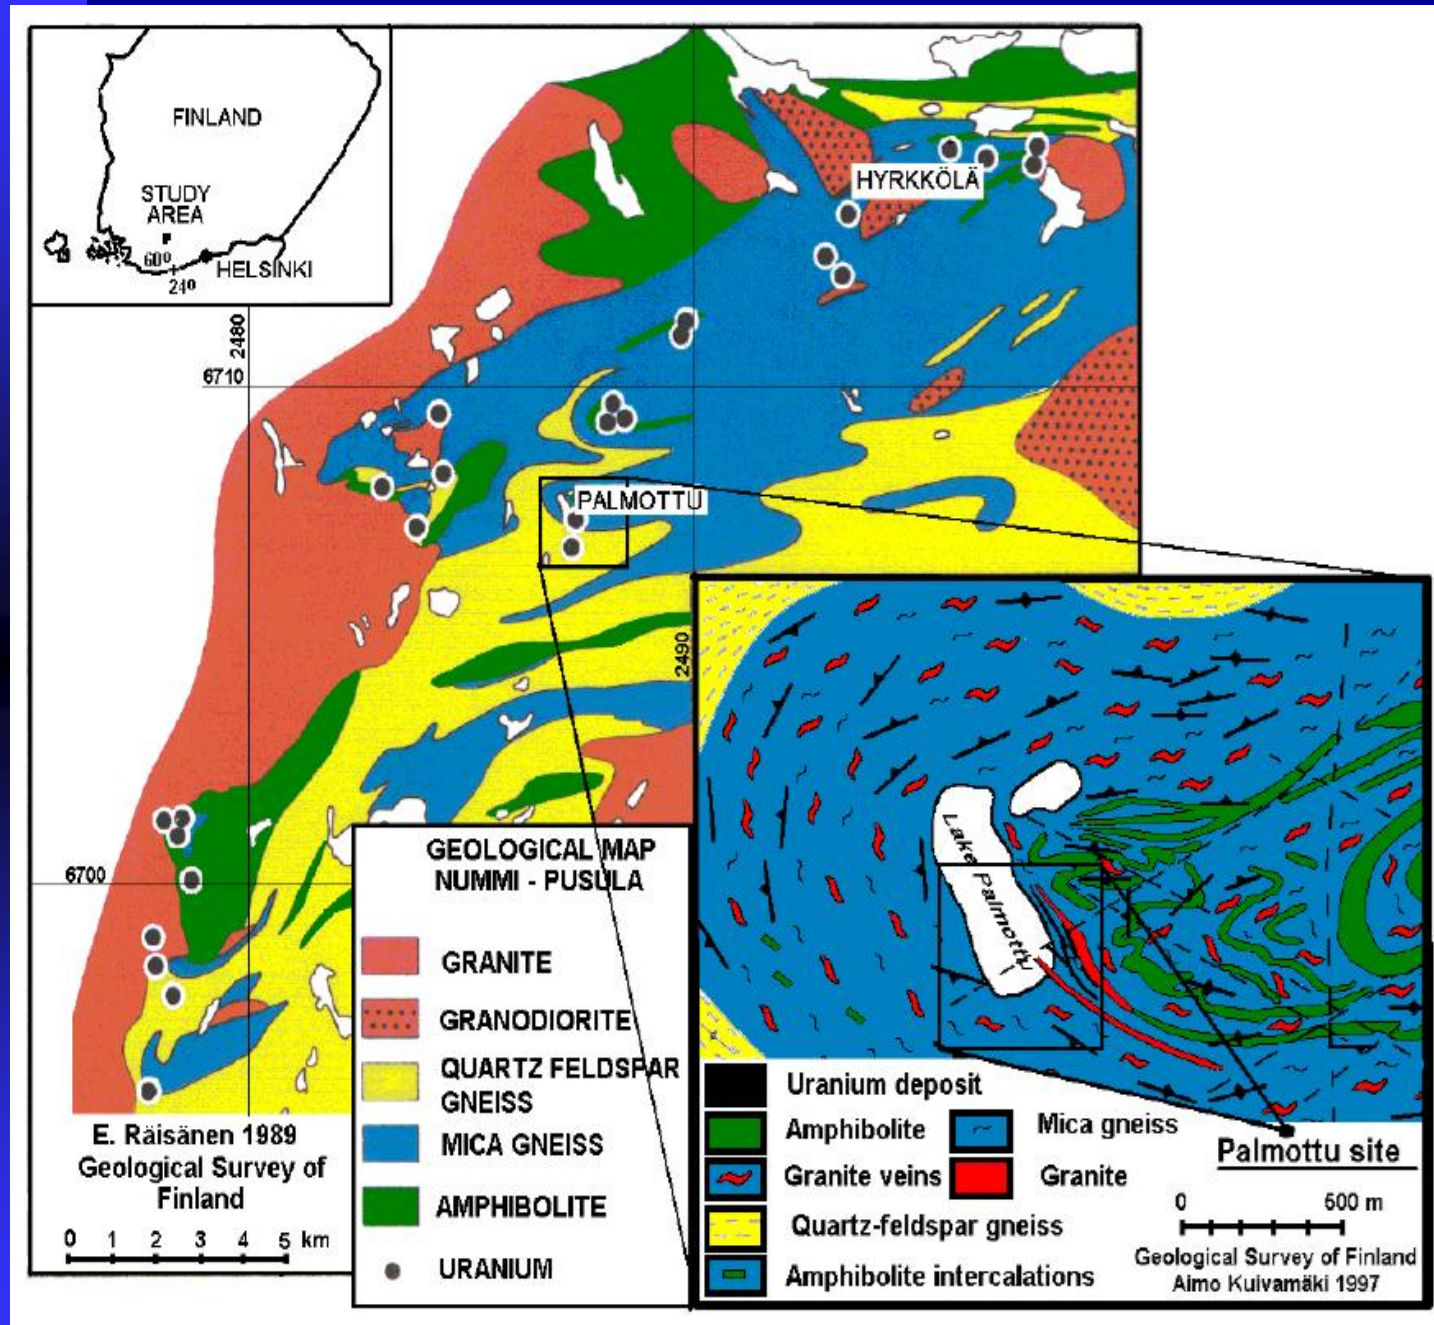 FINLAND
STUDY
AREA
60º
24º
HELSINKI
HYRKKÖLÄ
2480
6710
PALMOTTU
2490
6700
Lake Palmottu
GEOLOGICAL MAP
NUMMI - PUSULA
GRANITE
GRANODIORITE
QUARTZ FELDSPAR
GNEISS
MICA GNEISS
AMPHIBOLITE
URANIUM
E. Räisänen 1989
Geological Survey of
Finland
0 1 2 3 4 5 km
Uranium deposit
Amphibolite
Mica gneiss
Granite veins
Granite
Quartz-feldspar gneiss
Amphibolite intercalations
Palmottu site
0 500 m
Geological Survey of Finland
Aimo Kuivamäki 1997